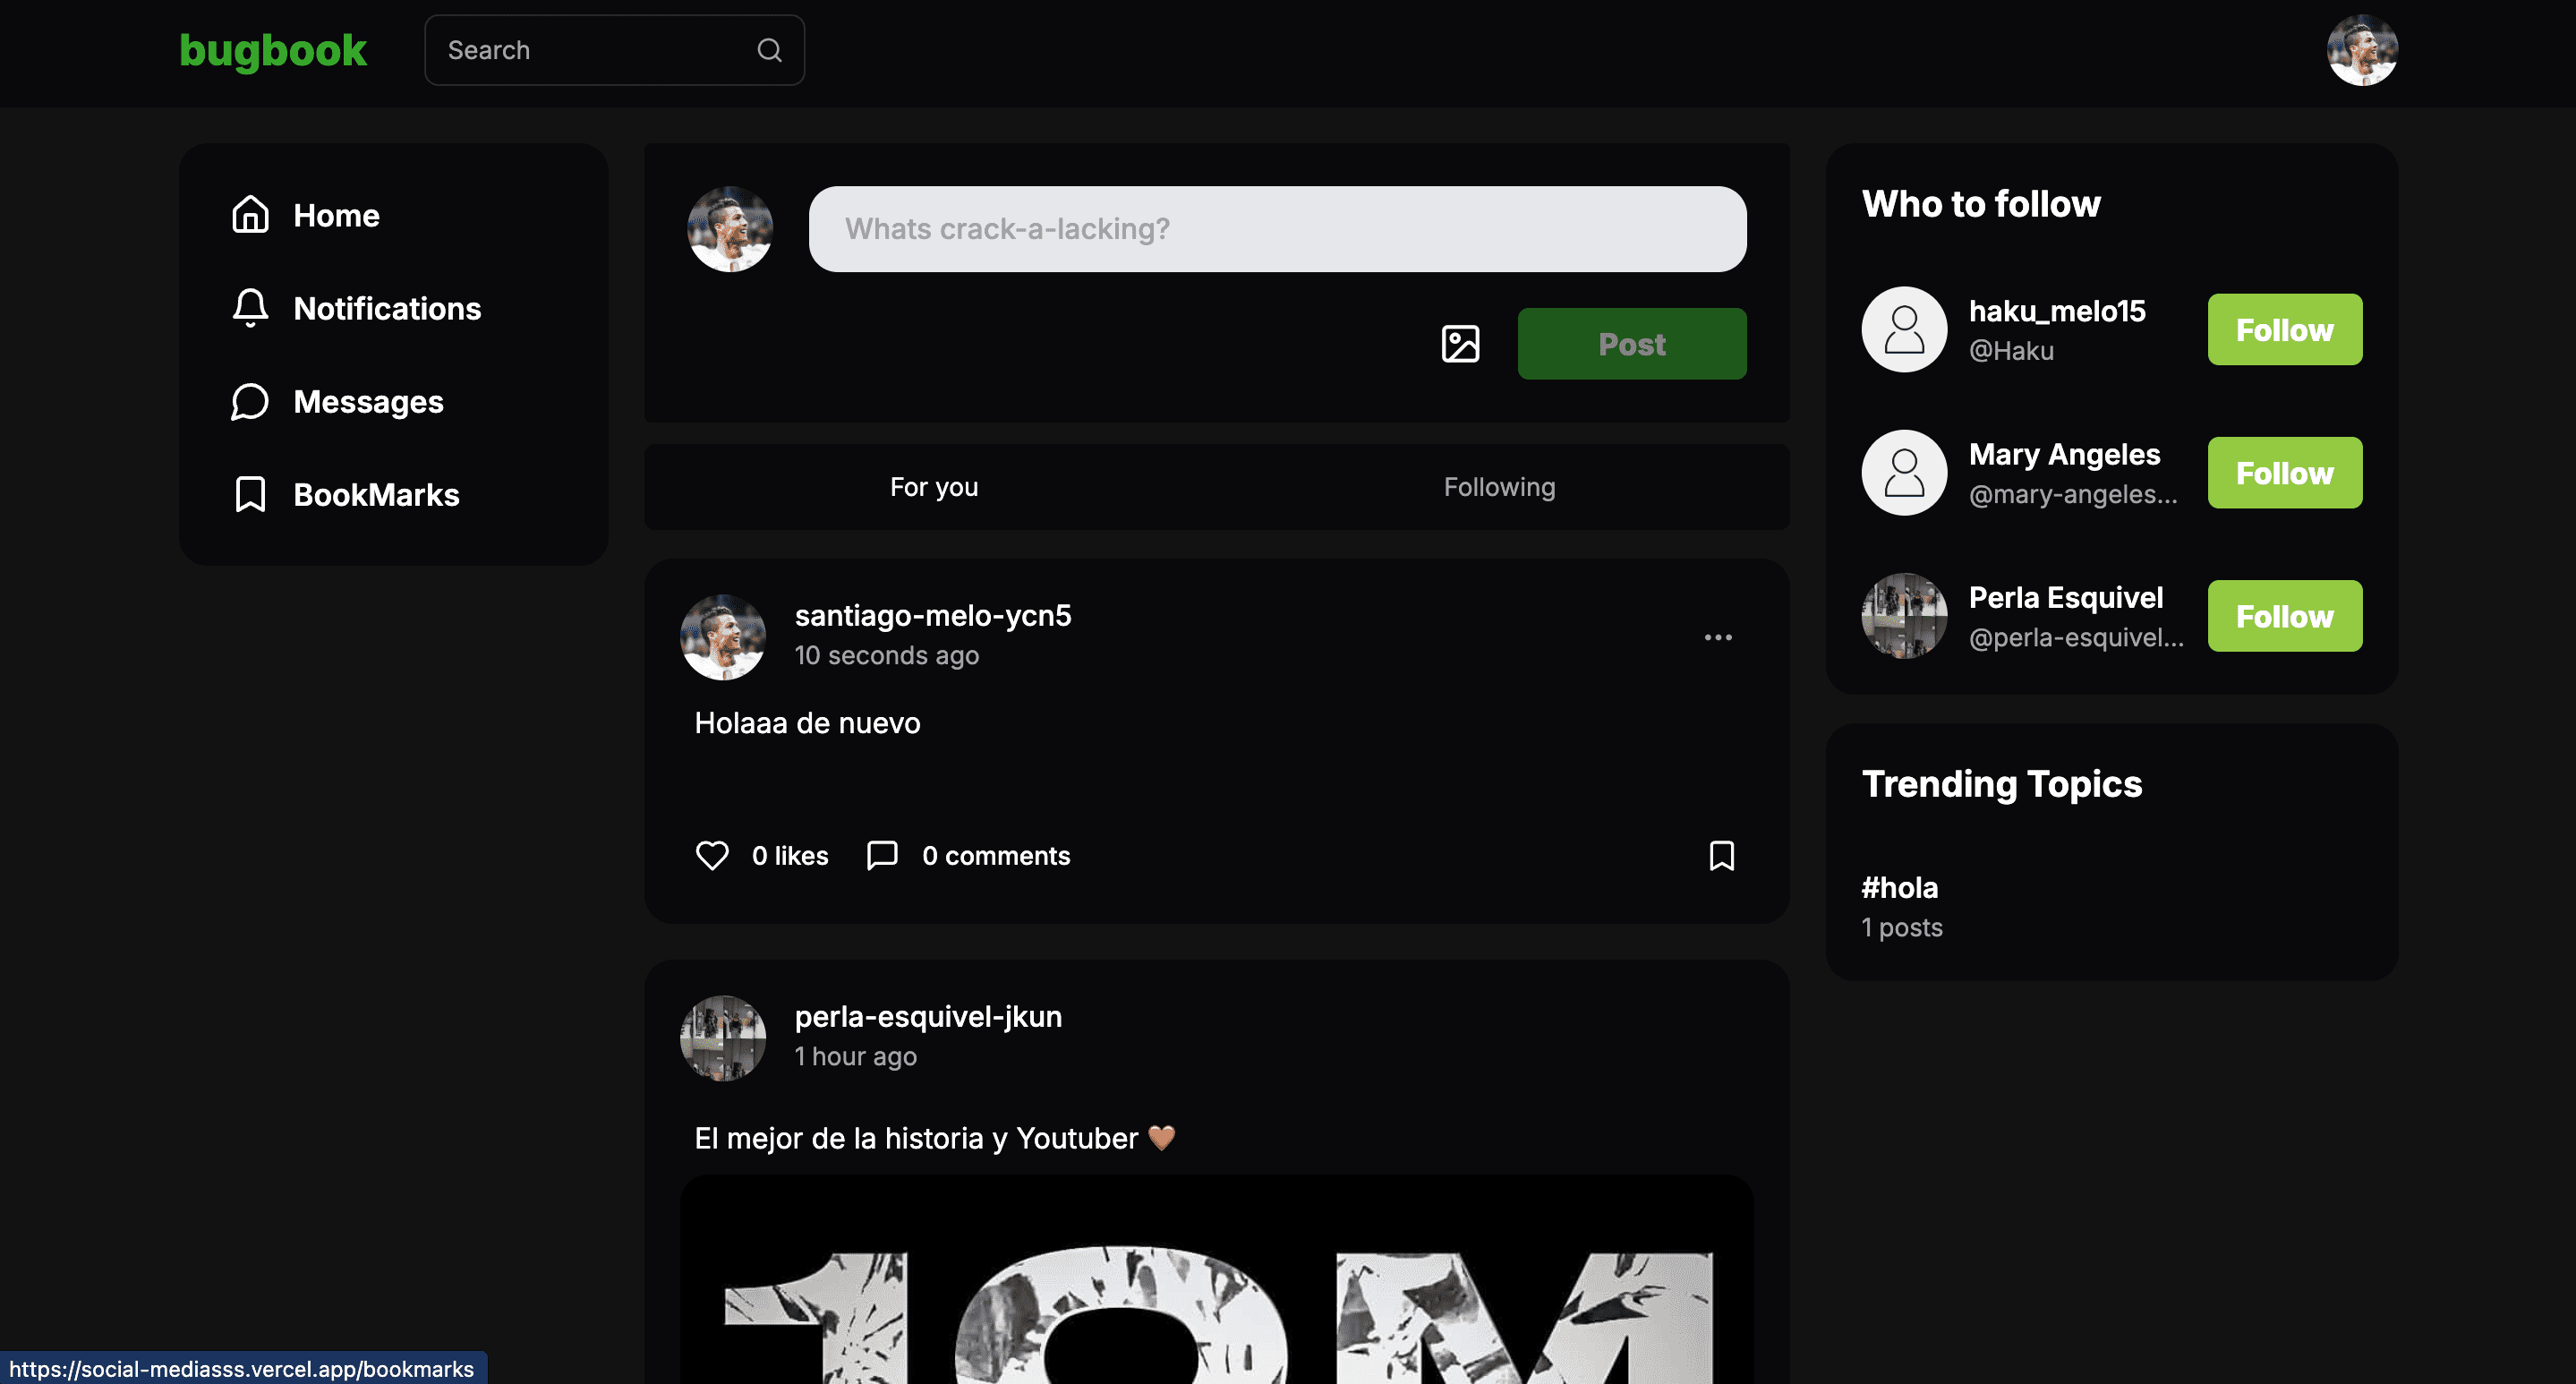 bugbook
Search
Home
Notifications
Messages
BookMarks
Whats crack-a-lacking?
Post
For you
Following
santiago-melo-ycn5
10 seconds ago
Holaaa de nuevo
0 likes
0 comments
perla-esquivel-jkun
1 hour ago
El mejor de la historia y Youtuber 🤎
10M
Who to follow
haku_melo15
@Haku
Follow
Mary Angeles
@mary-angeles...
Follow
Perla Esquivel
@perla-esquivel...
Follow
Trending Topics
#hola
1 posts
https://social-mediasss.vercel.app/bookmarks